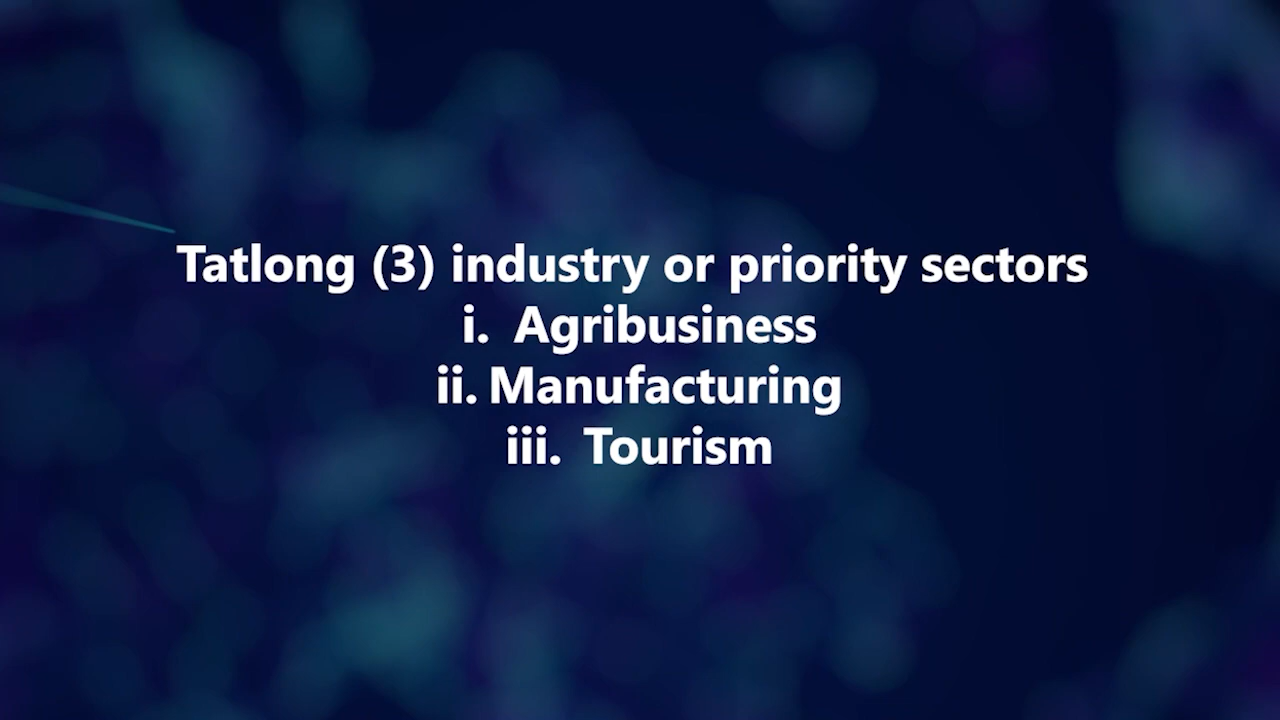 Tatlong (3) industry or priority sectors
i. Agribusiness
ii. Manufacturing
iii. Tourism